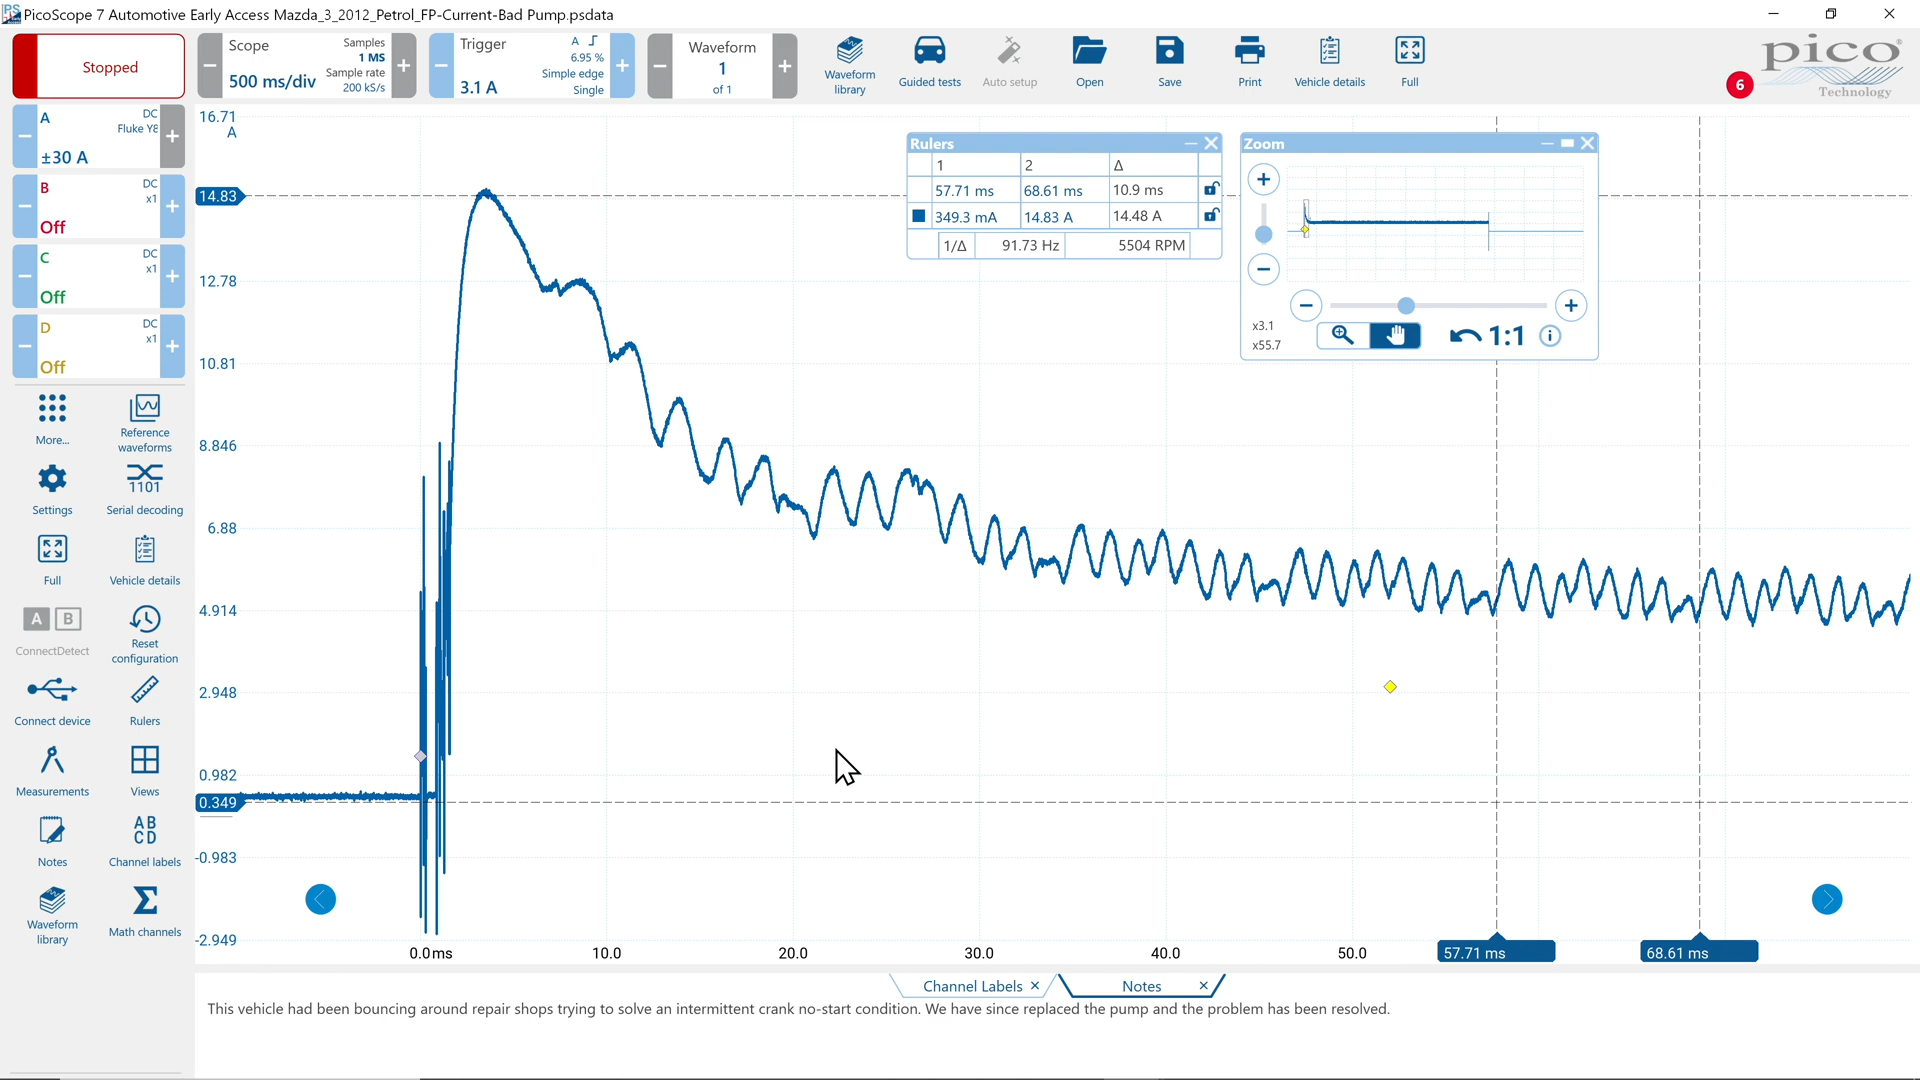 PicoScope 7 Automotive Early Access Mazda_3_2012_Petrol_FP-Current-Bad Pump.psdata
Stopped
Scope
500 ms/div
Samples
1 MS
Sample rate
200 kS/s
Trigger
3.1 A
A
6.95 %
Simple edge
Single
Waveform
1
of 1
Waveform
library
Guided tests
Auto setup
Open
Save
Print
Vehicle details
Full
6
pico
Technology
A
DC
Fluke Y8
±30 A
B
DC
x1
Off
C
DC
x1
Off
D
DC
x1
Off
More...
Reference
waveforms
Settings
1101
Serial decoding
Full
Vehicle details
A B
ConnectDetect
Reset
configuration
Connect device
Rulers
Measurements
Views
Notes
AB
CD
Channel labels
Waveform
library
Σ
Math channels
16.71
A
14.83
12.78
10.81
8.846
6.88
4.914
2.948
0.982
0.349
-0.983
-2.949
Rulers
1 2 Δ
57.71 ms 68.61 ms 10.9 ms
349.3 mA 14.83 A 14.48 A
1/Δ 91.73 Hz 5504 RPM
Zoom
x3.1
x55.7
1:1
0.0ms 10.0 20.0 30.0 40.0 50.0 57.71 ms 68.61 ms
Channel Labels
Notes
This vehicle had been bouncing around repair shops trying to solve an intermittent crank no-start condition. We have since replaced the pump and the problem has been resolved.